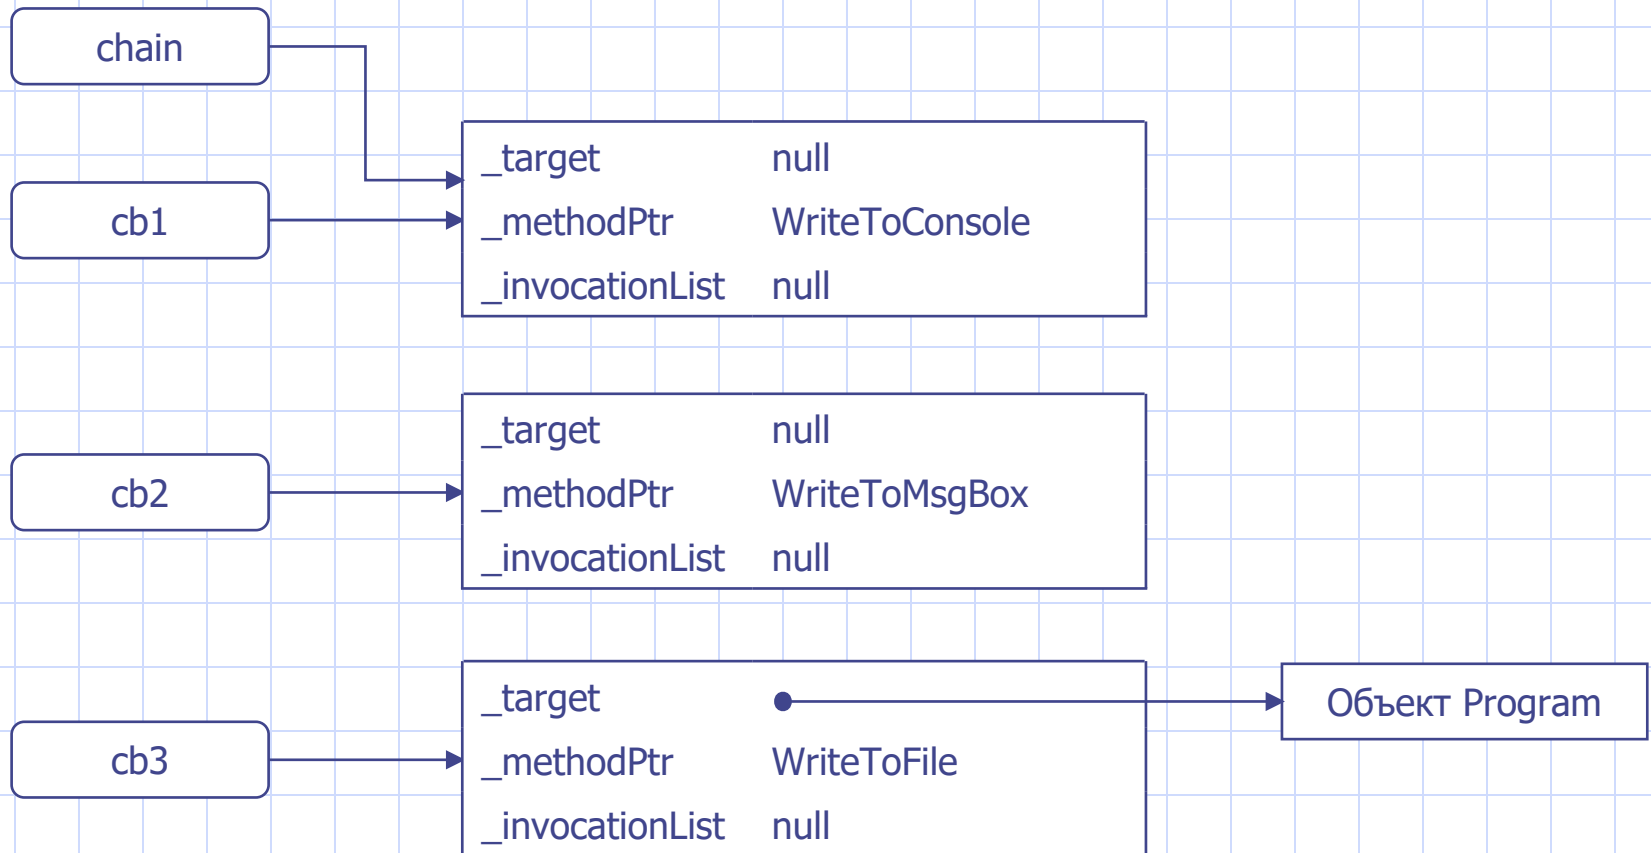 chain
_target null
cb1
_methodPtr WriteToConsole
_invocationList null
_target null
cb2
_methodPtr WriteToMsgBox
_invocationList null
_target
Объект Program
cb3
_methodPtr WriteToFile
_invocationList null